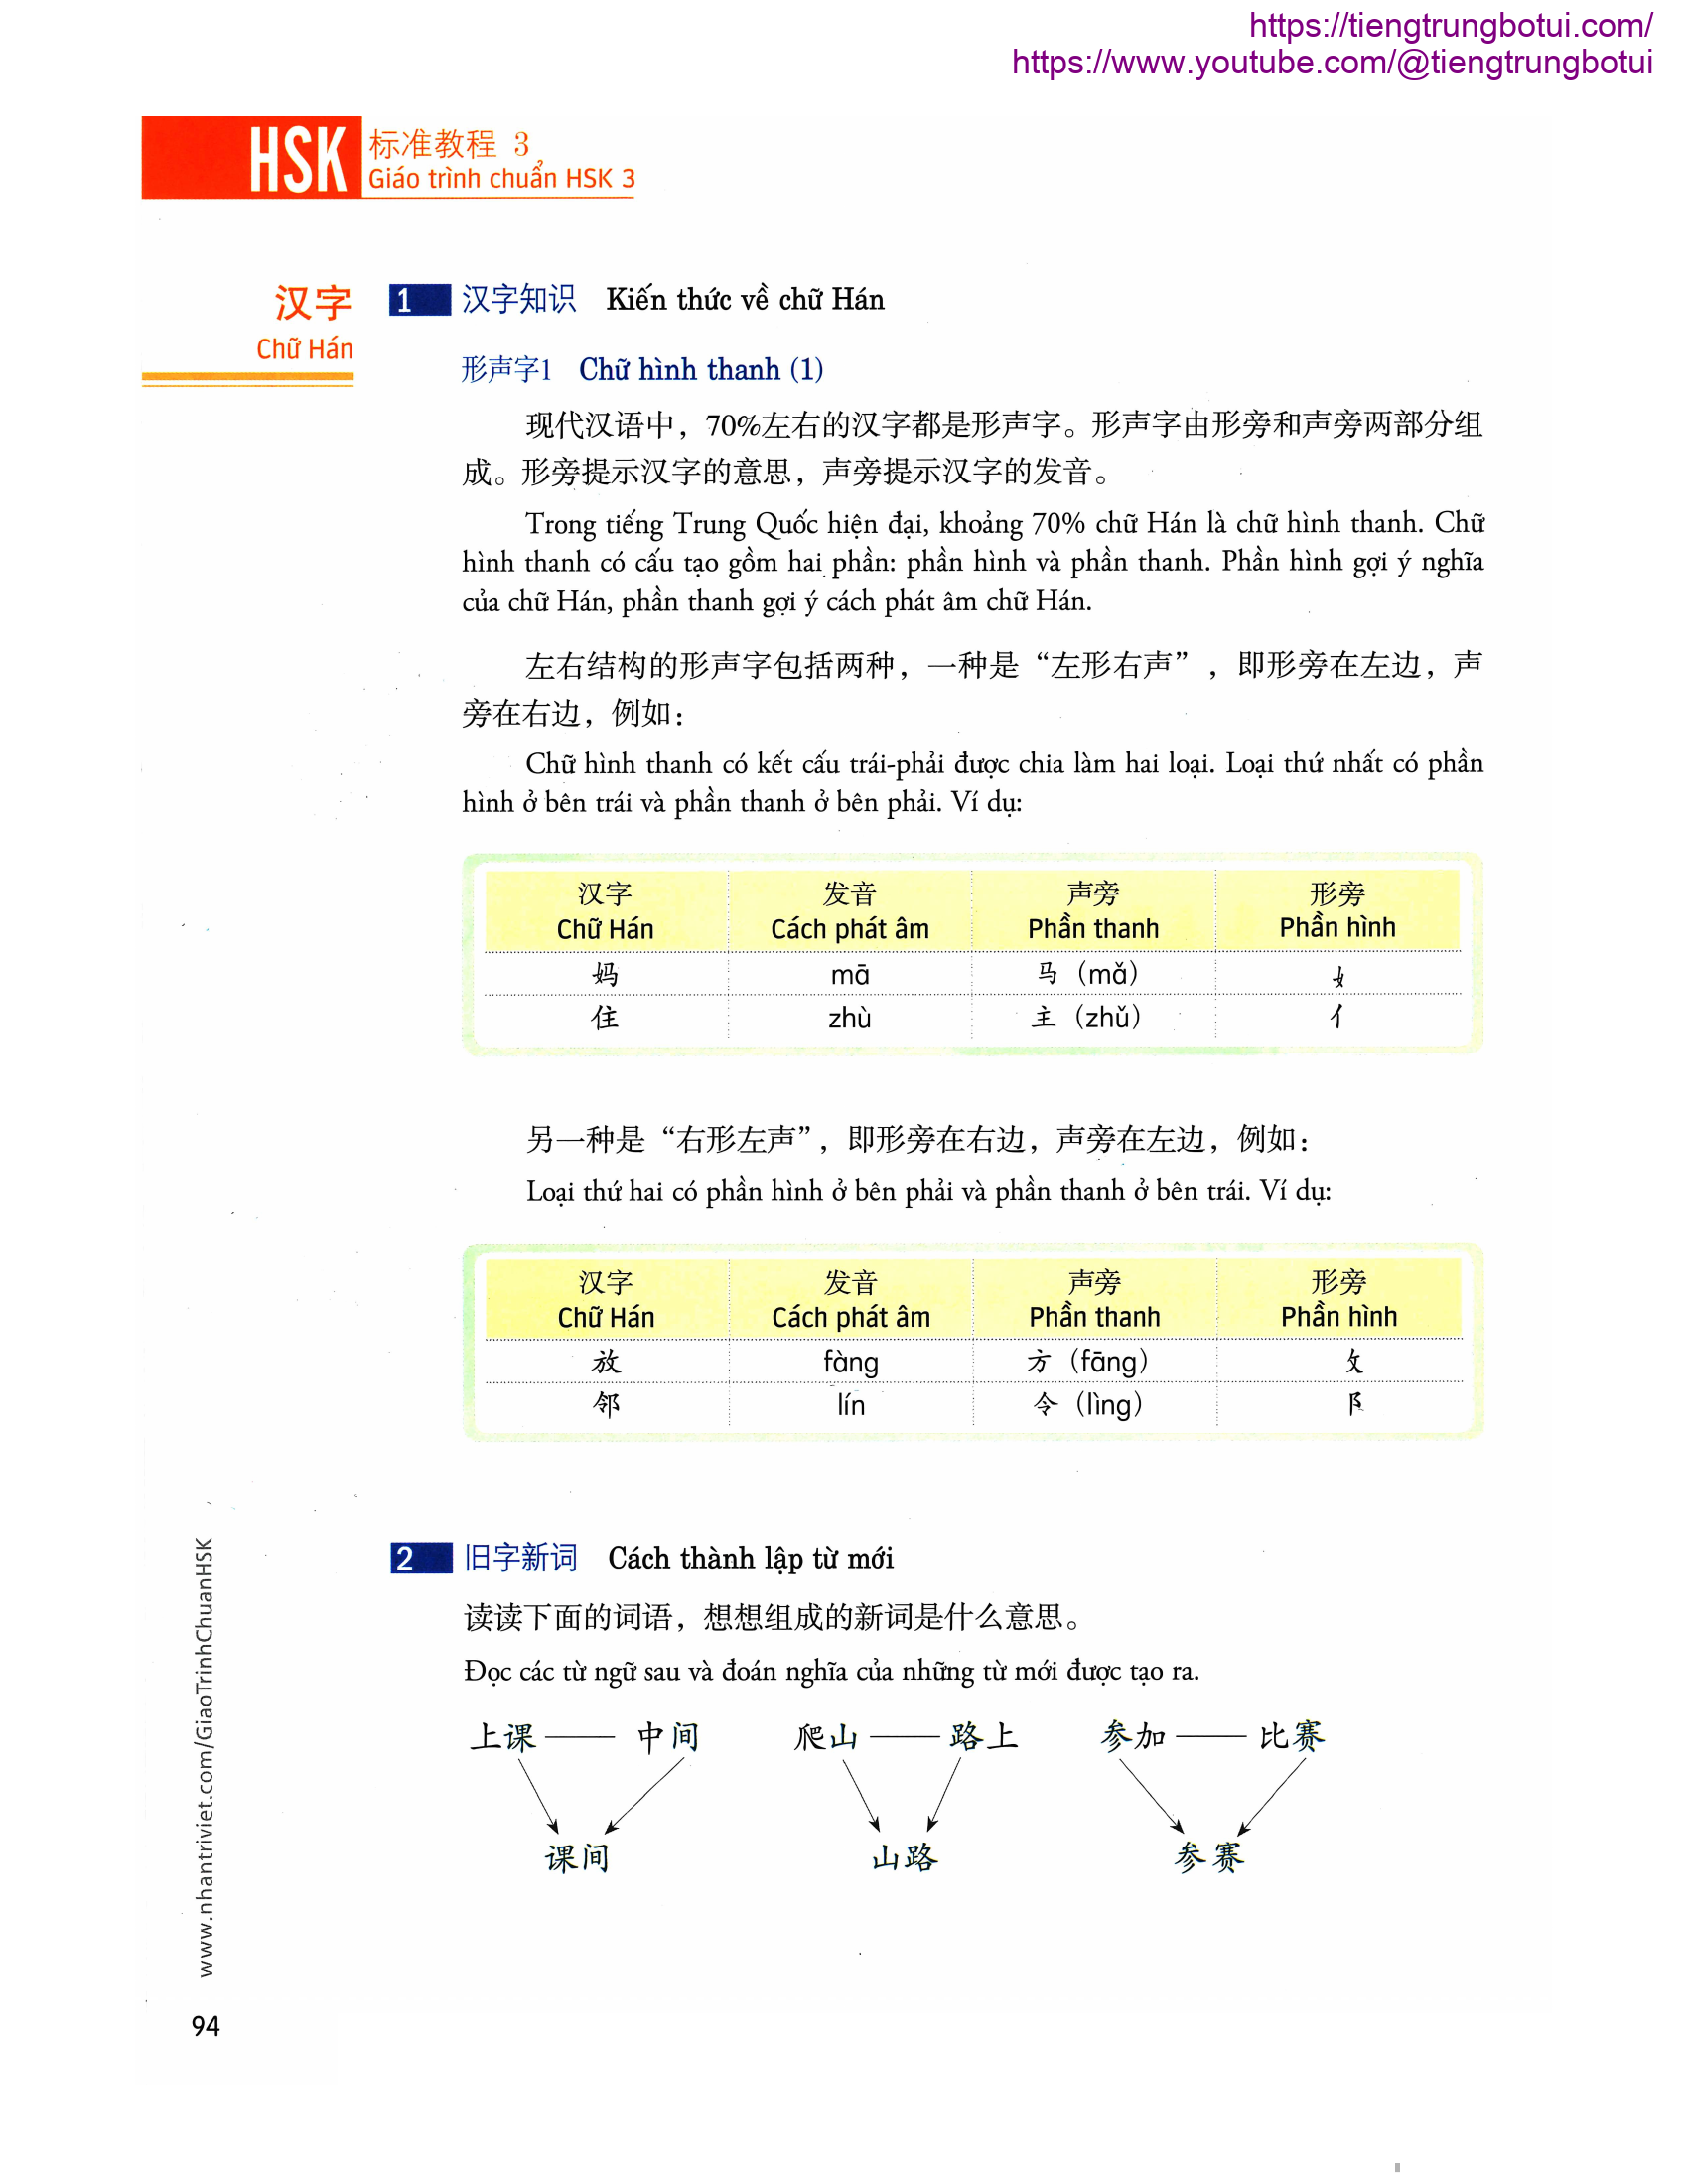 https://tiengtrungbotui.com/
https://www.youtube.com/@tiengtrungbotui
HSK 标准教程 3
Giáo trình chuẩn HSK 3
汉字
Chữ Hán
1 汉字知识 Kiến thức về chữ Hán
形声字1 Chữ hình thanh (1)
现代汉语中，70%左右的汉字都是形声字。形声字由形旁和声旁两部分组
成。形旁提示汉字的意思，声旁提示汉字的发音。
Trong tiếng Trung Quốc hiện đại, khoảng 70% chữ Hán là chữ hình thanh. Chữ
hình thanh có cấu tạo gồm hai phần: phần hình và phần thanh. Phần hình gợi ý nghĩa
của chữ Hán, phần thanh gợi ý cách phát âm chữ Hán.
左右结构的形声字包括两种，一种是“左形右声”，即形旁在左边，声
旁在右边，例如：
Chữ hình thanh có kết cấu trái-phải được chia làm hai loại. Loại thứ nhất có phần
hình ở bên trái và phần thanh ở bên phải. Ví dụ:
汉字 发音 声旁 形旁
Chữ Hán Cách phát âm Phần thanh Phần hình
妈 mā 马（mǎ） 女
住 zhù 主（zhǔ） 亻
另一种是“右形左声”，即形旁在右边，声旁在左边，例如：
Loại thứ hai có phần hình ở bên phải và phần thanh ở bên trái. Ví dụ:
汉字 发音 声旁 形旁
Chữ Hán Cách phát âm Phần thanh Phần hình
放 fàng 方（fāng） 攵
邻 lín 令（lìng） 阝
2 旧字新词 Cách thành lập từ mới
读读下面的词语，想想组成的新词是什么意思。
Đọc các từ ngữ sau và đoán nghĩa của những từ mới được tạo ra.
上课 —— 中间 爬山 —— 路上 参加 —— 比赛
课间 山路 参赛
www.nhantriviet.com/GiaoTrinhChuanHSK
94